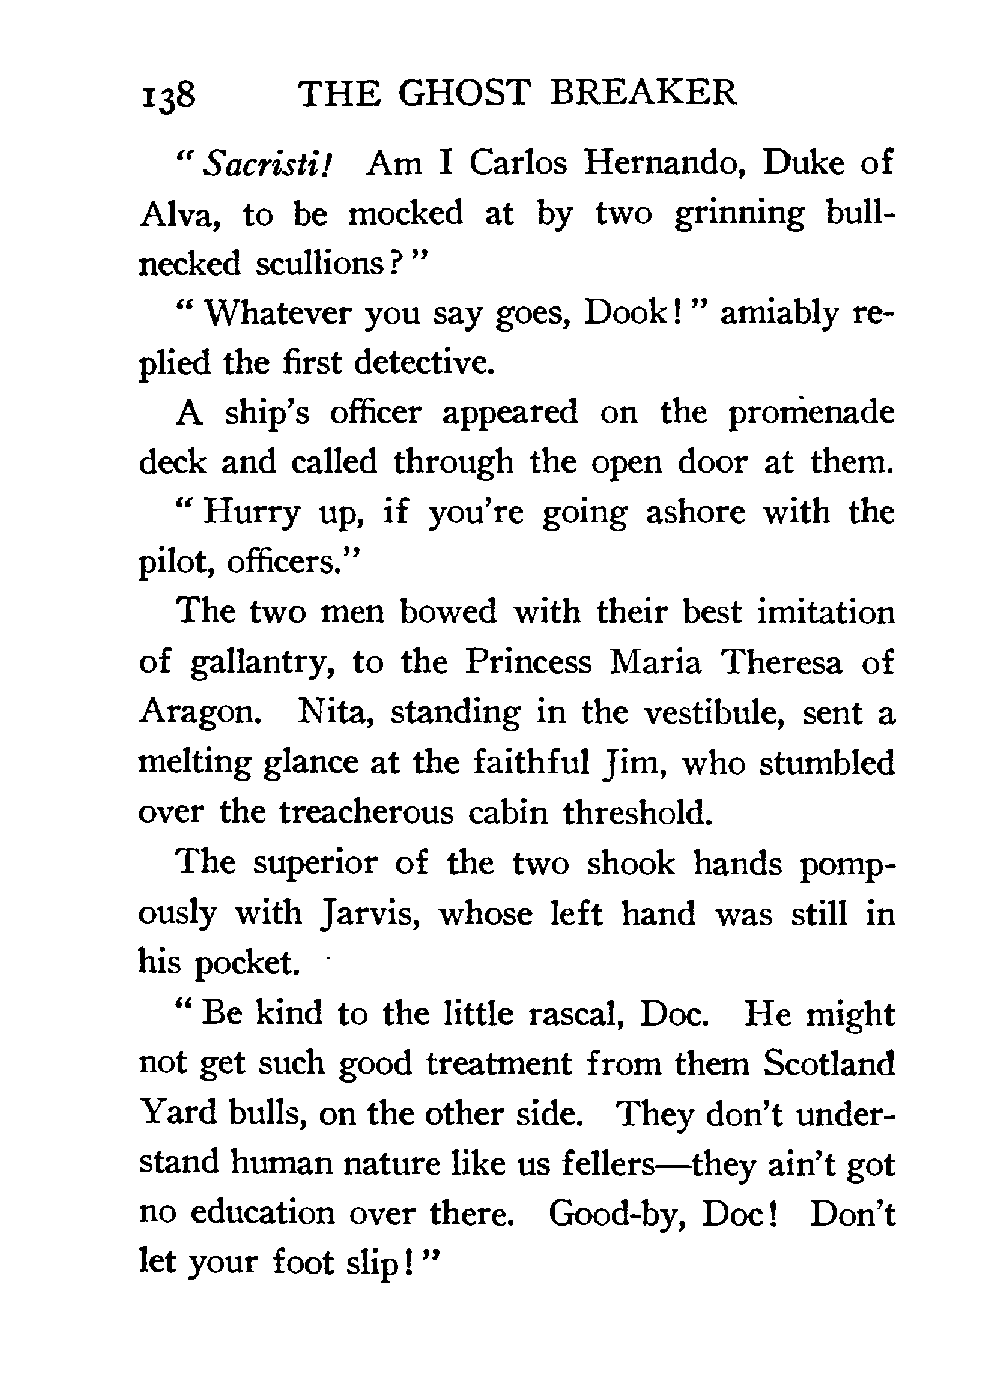 138 THE GHOST BREAKER
“ Sacristi! Am I Carlos Hernando, Duke of
Alva, to be mocked at by two grinning bull-
necked scullions? ”
“ Whatever you say goes, Dook! ” amiably re-
plied the first detective.
A ship’s officer appeared on the promenade
deck and called through the open door at them.
“ Hurry up, if you’re going ashore with the
pilot, officers.”
The two men bowed with their best imitation
of gallantry, to the Princess Maria Theresa of
Aragon. Nita, standing in the vestibule, sent a
melting glance at the faithful Jim, who stumbled
over the treacherous cabin threshold.
The superior of the two shook hands pomp-
ously with Jarvis, whose left hand was still in
his pocket.
“ Be kind to the little rascal, Doc. He might
not get such good treatment from them Scotland
Yard bulls, on the other side. They don’t under-
stand human nature like us fellers—they ain’t got
no education over there. Good-by, Doc! Don’t
let your foot slip! ”